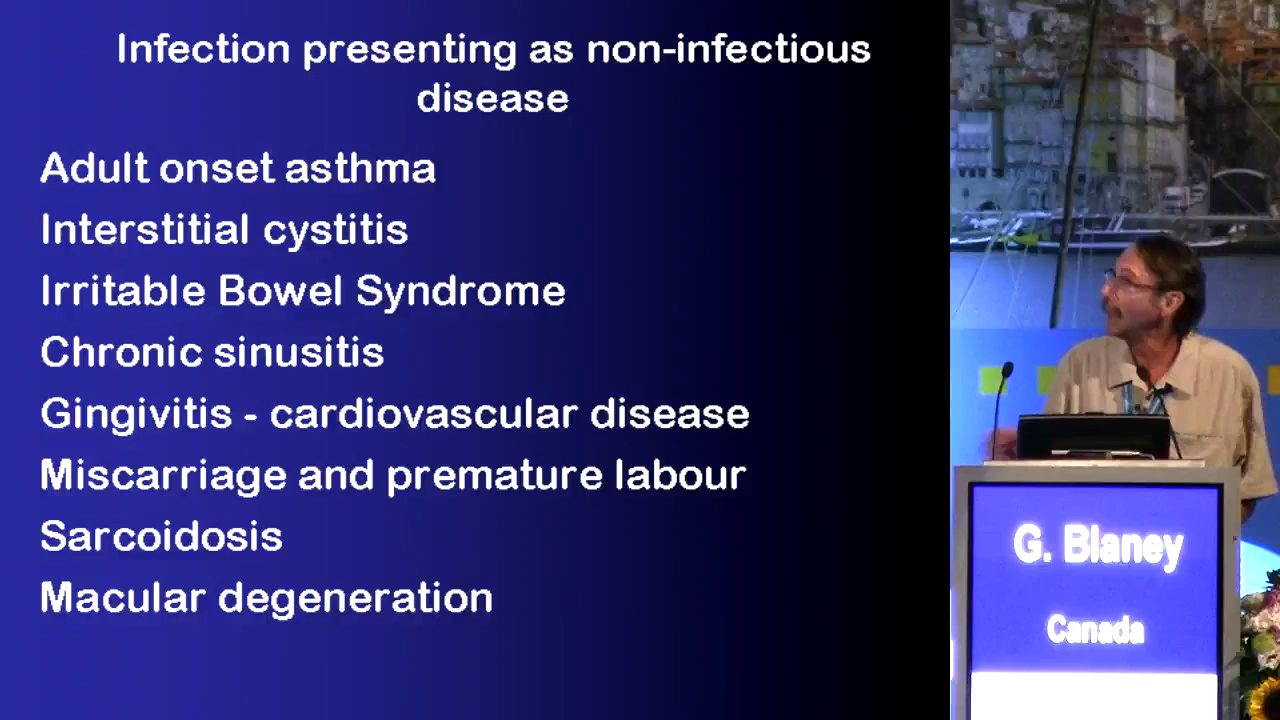 Infection presenting as non-infectious
disease
Adult onset asthma
Interstitial cystitis
Irritable Bowel Syndrome
Chronic sinusitis
Gingivitis - cardiovascular disease
Miscarriage and premature labour
Sarcoidosis
Macular degeneration
G. Blaney
Canada